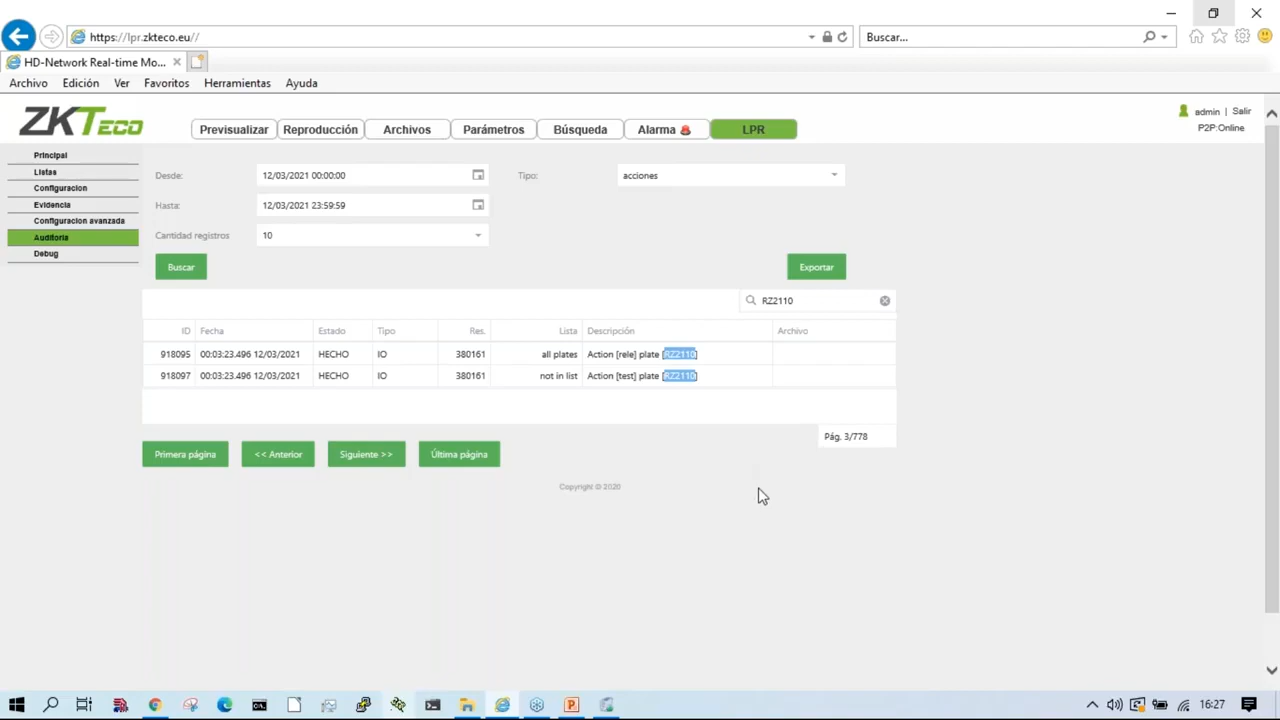 https://lpr.zkteco.eu//
Buscar...
HD-Network Real-time Mo...
Archivo Edición Ver Favoritos Herramientas Ayuda
ZKTeco
Previsualizar Reproducción Archivos Parámetros Búsqueda Alarma LPR
admin | Salir
P2P:Online
Principal
Listas
Configuracion
Evidencia
Configuracion avanzada
Auditoria
Debug
Desde: 12/03/2021 00:00:00 Tipo: acciones
Hasta: 12/03/2021 23:59:59
Cantidad registros 10
Buscar Exportar
RZ2110
ID Fecha Estado Tipo Res. Lista Descripción Archivo
918095 00:03:23.496 12/03/2021 HECHO IO 380161 all plates Action [rele] plate [RZ2110]
918097 00:03:23.496 12/03/2021 HECHO IO 380161 not in list Action [test] plate [RZ2110]
Pág. 3/778
Primera página << Anterior Siguiente >> Última página
Copyright © 2020
16:27